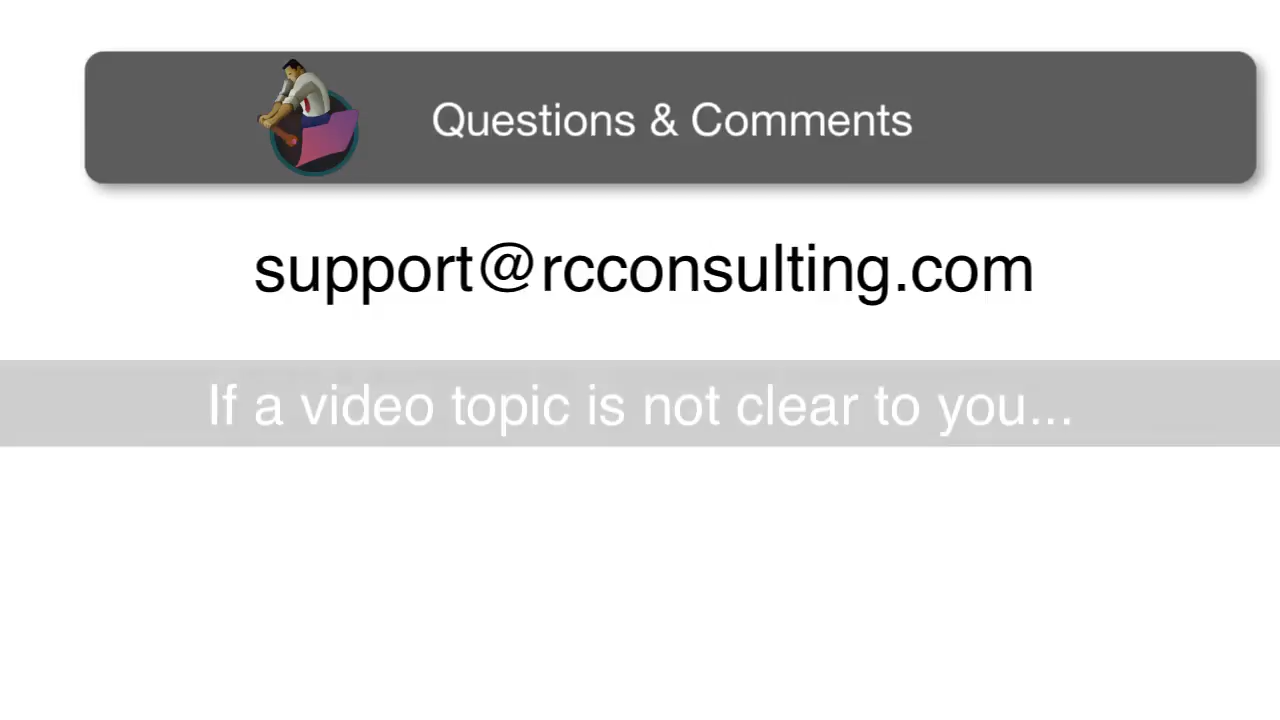 Questions & Comments
support@rcconsulting.com
If a video topic is not clear to you...